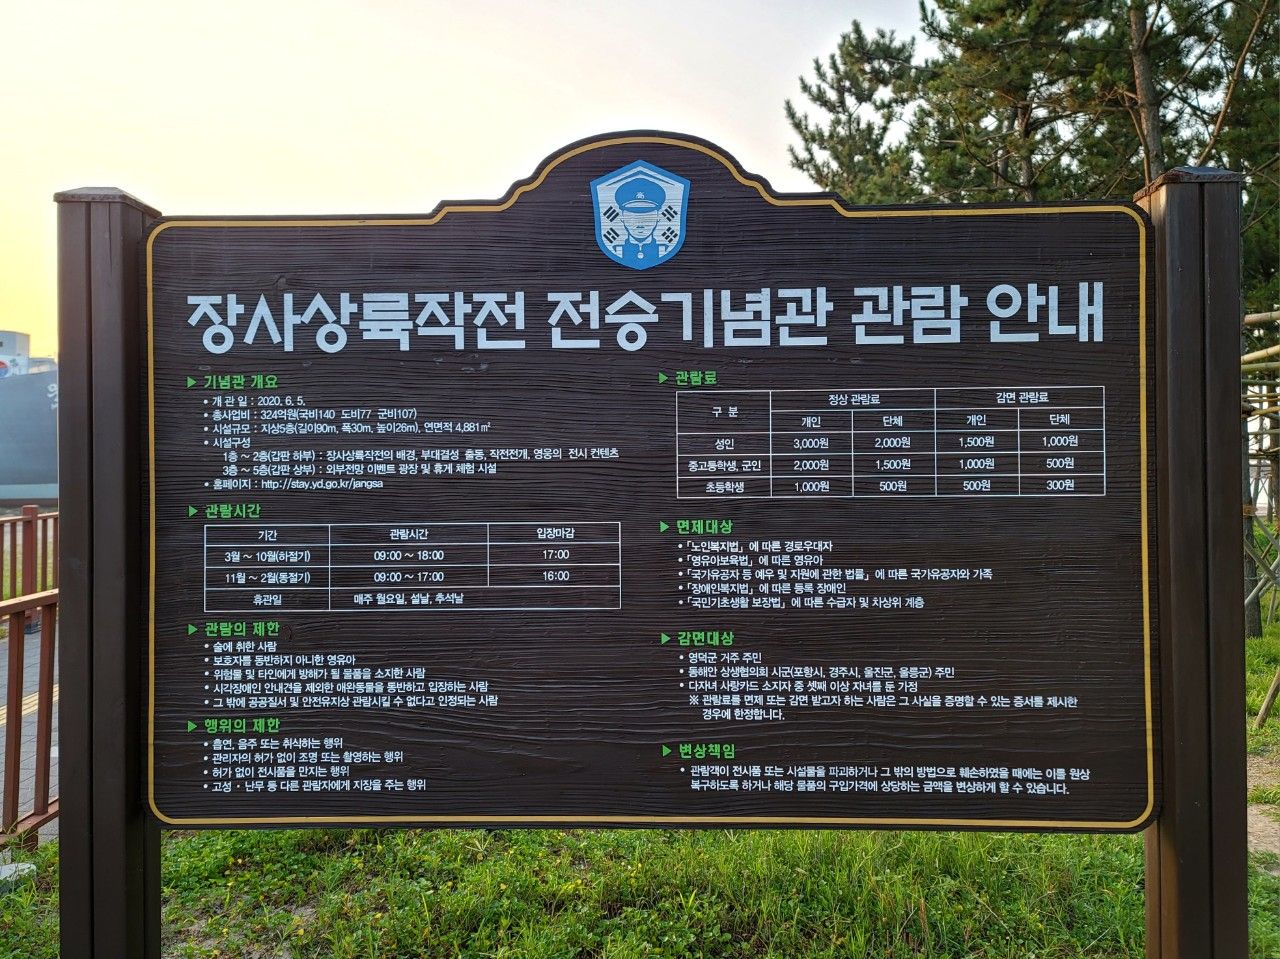 장사상륙작전 전승기념관 관람 안내
▶ 기념관 개요
• 개 관 일 : 2020. 6. 5.
• 총사업비 : 324억원(국비140 도비77 군비107)
• 시설규모 : 지상5층(길이90m, 폭30m, 높이26m), 연면적 4,881㎡
• 시설구성
1층 ~ 2층(갑판 하부) : 장사상륙작전의 배경, 부대결성 출동, 작전전개, 영웅의 전시 컨텐츠
3층 ~ 5층(갑판 상부) : 외부전망 이벤트 광장 및 휴게 체험 시설
• 홈페이지 : http://stay.yd.go.kr/jangsa
▶ 관람시간
기간 관람시간 입장마감
3월 ~ 10월(하절기) 09:00 ~ 18:00 17:00
11월 ~ 2월(동절기) 09:00 ~ 17:00 16:00
휴관일 매주 월요일, 설날, 추석날
▶ 관람의 제한
• 술에 취한 사람
• 보호자를 동반하지 아니한 영유아
• 위험물 및 타인에게 방해가 될 물품을 소지한 사람
• 시각장애인 안내견을 제외한 애완동물을 동반하고 입장하는 사람
• 그 밖에 공공질서 및 안전유지상 관람시킬 수 없다고 인정되는 사람
▶ 행위의 제한
• 흡연, 음주 또는 취식하는 행위
• 관리자의 허가 없이 조명 또는 촬영하는 행위
• 허가 없이 전시품을 만지는 행위
• 고성 · 난무 등 다른 관람자에게 지장을 주는 행위
▶ 관람료
구 분 정상 관람료 감면 관람료
개인 단체 개인 단체
성인 3,000원 2,000원 1,500원 1,000원
중고등학생, 군인 2,000원 1,500원 1,000원 500원
초등학생 1,000원 500원 500원 300원
▶ 면제대상
• 「노인복지법」에 따른 경로우대자
• 「영유아보육법」에 따른 영유아
• 「국가유공자 등 예우 및 지원에 관한 법률」에 따른 국가유공자와 가족
• 「장애인복지법」에 따른 등록 장애인
• 「국민기초생활 보장법」에 따른 수급자 및 차상위 계층
▶ 감면대상
• 영덕군 거주 주민
• 동해안 상생협의회 시군(포항시, 경주시, 울진군, 울릉군) 주민
• 다자녀 사랑카드 소지자 중 셋째 이상 자녀를 둔 가정
※ 관람료를 면제 또는 감면 받고자 하는 사람은 그 사실을 증명할 수 있는 증서를 제시한
경우에 한정합니다.
▶ 변상책임
• 관람객이 전시품 또는 시설물을 파괴하거나 그 밖의 방법으로 훼손하였을 때에는 이를 원상
복구하도록 하거나 해당 물품의 구입가격에 상당하는 금액을 변상하게 할 수 있습니다.